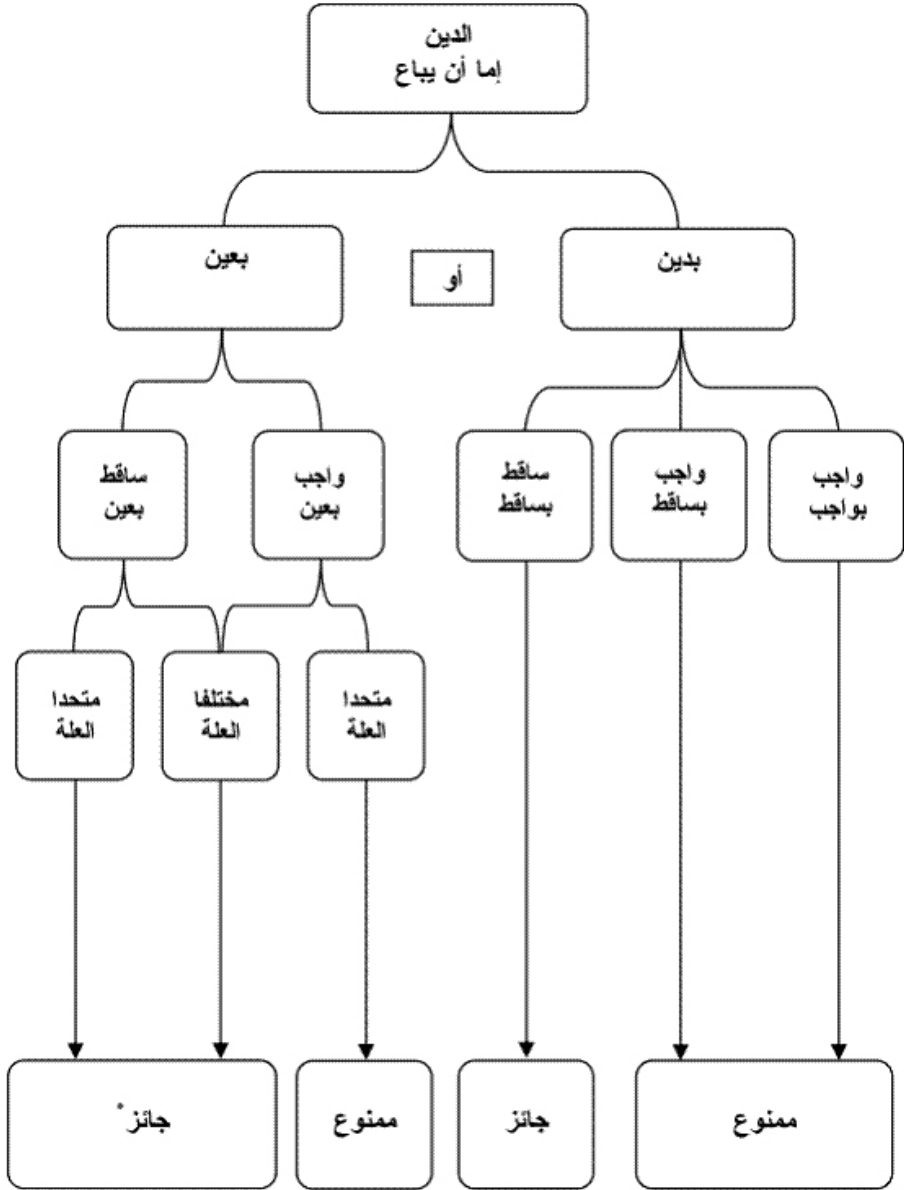 الدين
إما أن يباع
بدين
أو
بعين
واجب
بواجب
واجب
بساقط
ساقط
بساقط
واجب
بعين
ساقط
بعين
متحدا
العلة
مختلفا
العلة
متحدا
العلة
ممنوع
جائز
ممنوع
جائز*